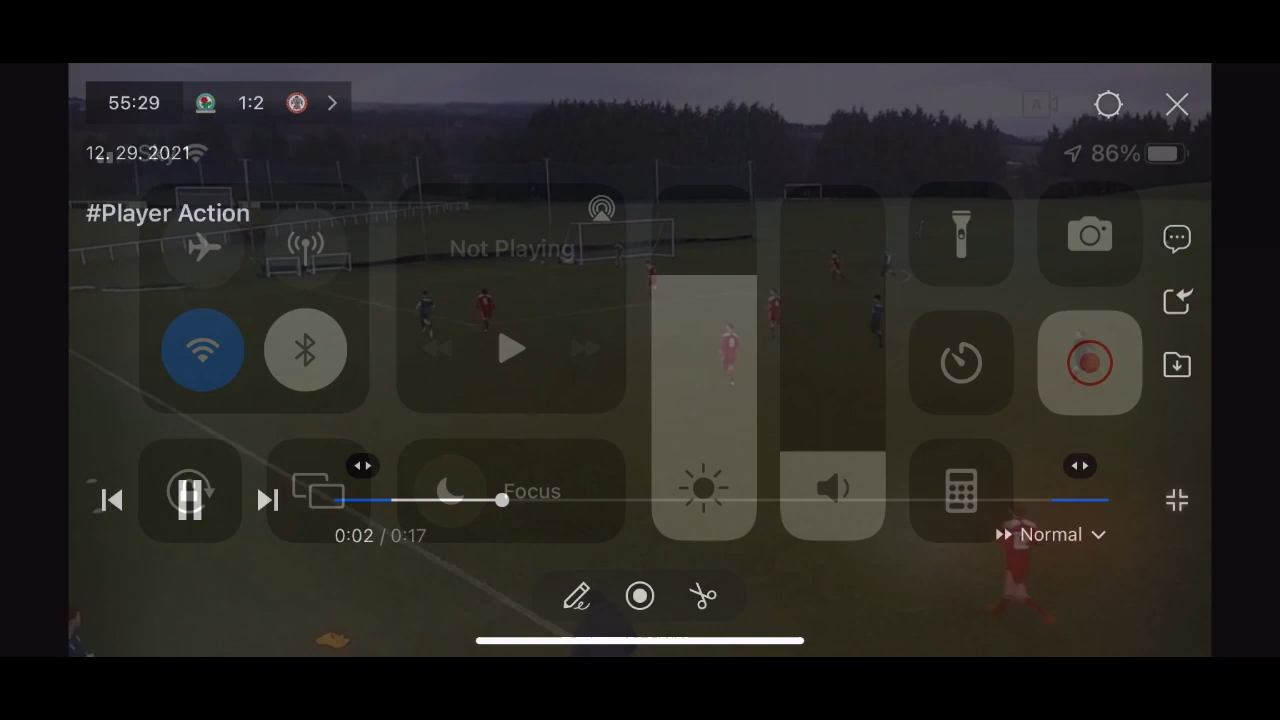 55:29
1:2
12. 29. 2021
86%
#Player Action
Not Playing
Focus
0:02 / 0:17
Normal